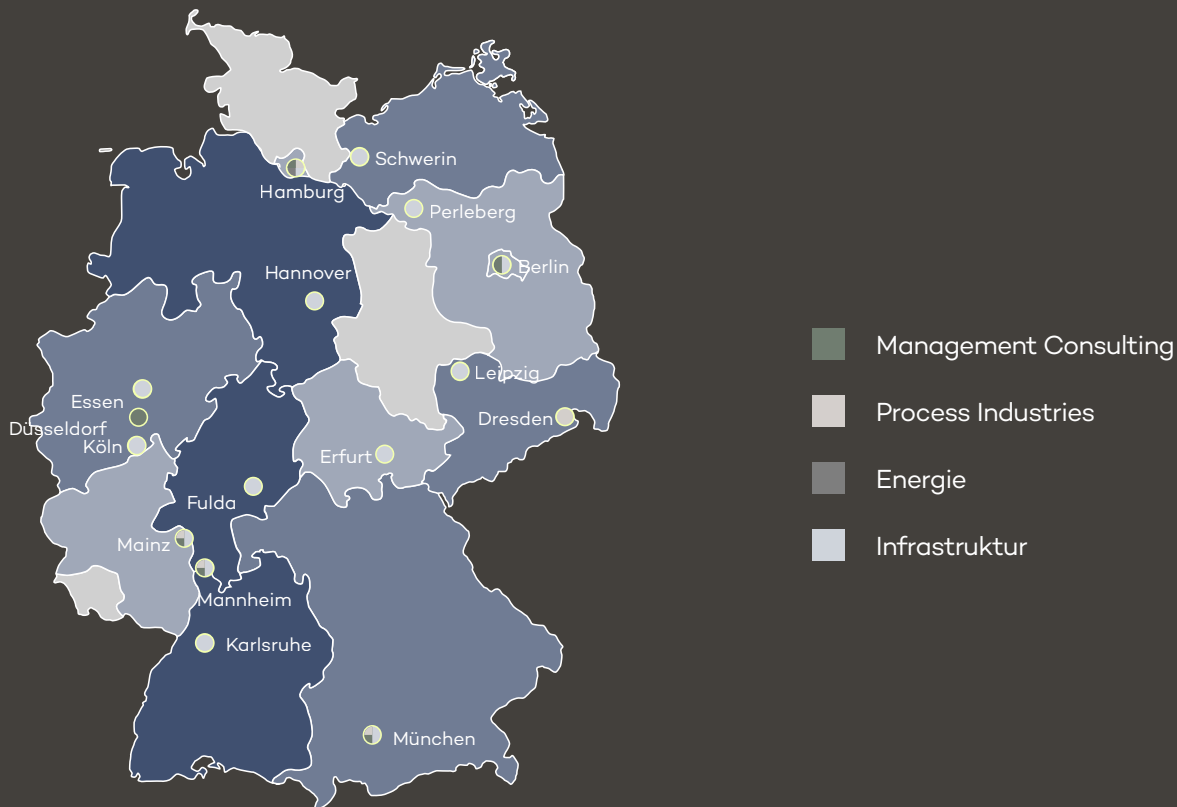 Schwerin
Hamburg
Perleberg
Berlin
Hannover
Leipzig
Essen
Dresden
Düsseldorf
Köln
Erfurt
Fulda
Mainz
Mannheim
Karlsruhe
München
Management Consulting
Process Industries
Energie
Infrastruktur